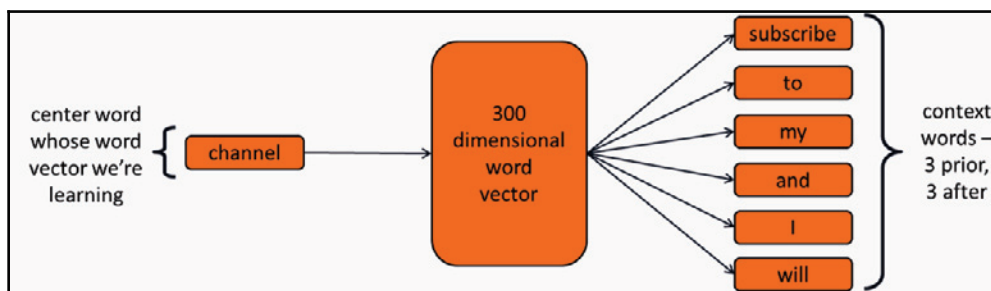 center word
whose word
vector we're
learning
channel
300
dimensional
word
vector
subscribe
to
my
and
I
will
context
words –
3 prior,
3 after